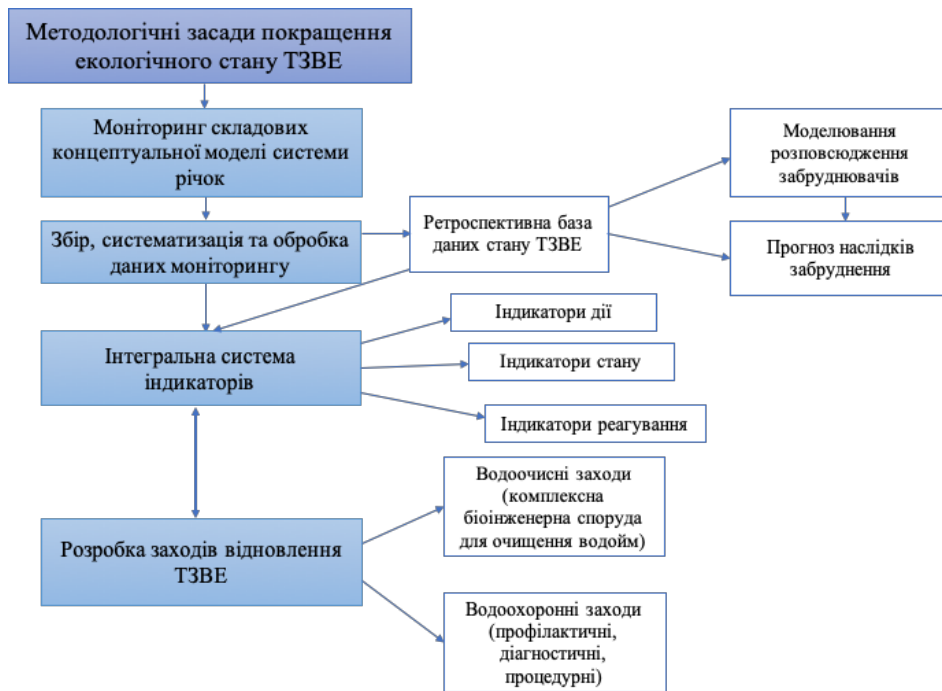 Методологічні засади покращення
екологічного стану ТЗВЕ
Моніторинг складових
концептуальної моделі системи
річок
Моделювання
розповсюдження
забруднювачів
Збір, систематизація та обробка
даних моніторингу
Ретроспективна база
даних стану ТЗВЕ
Прогноз наслідків
забруднення
Інтегральна система
індикаторів
Індикатори дії
Індикатори стану
Індикатори реагування
Розробка заходів відновлення
ТЗВЕ
Водоочисні заходи
(комплексна
біоінженерна споруда
для очищення водойм)
Водоохоронні заходи
(профілактичні,
діагностичні,
процедурні)